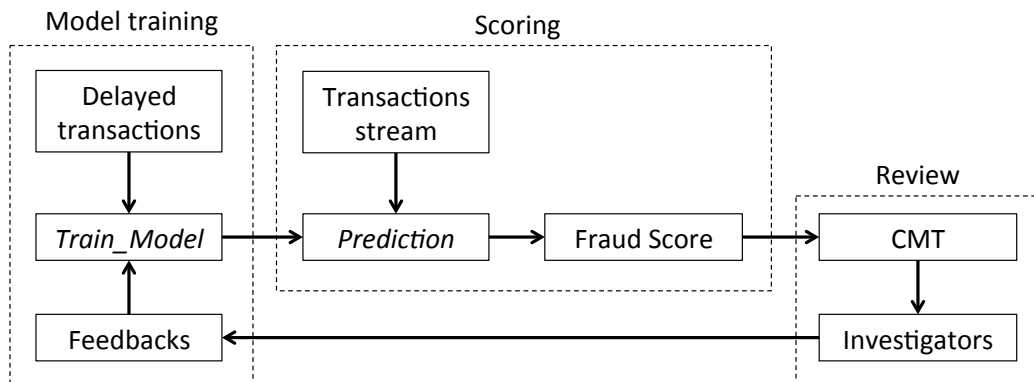 Model training
Scoring
Delayed
transactions
Transactions
stream
Review
Train_Model
Prediction
Fraud Score
CMT
Feedbacks
Investigators